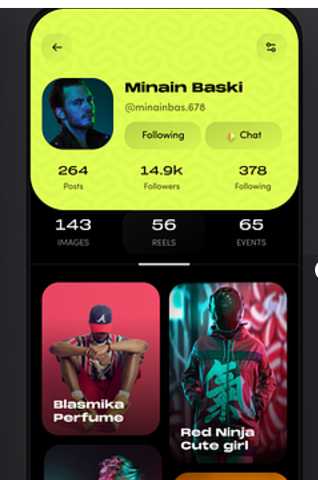 Minain Baski
@minainbas.678
Following
Chat
264
14.9k
378
Posts
Followers
Following
143
56
65
IMAGES
REELS
EVENTS
A
Blasmika
Perfume
氣
Red Ninja
Cute girl